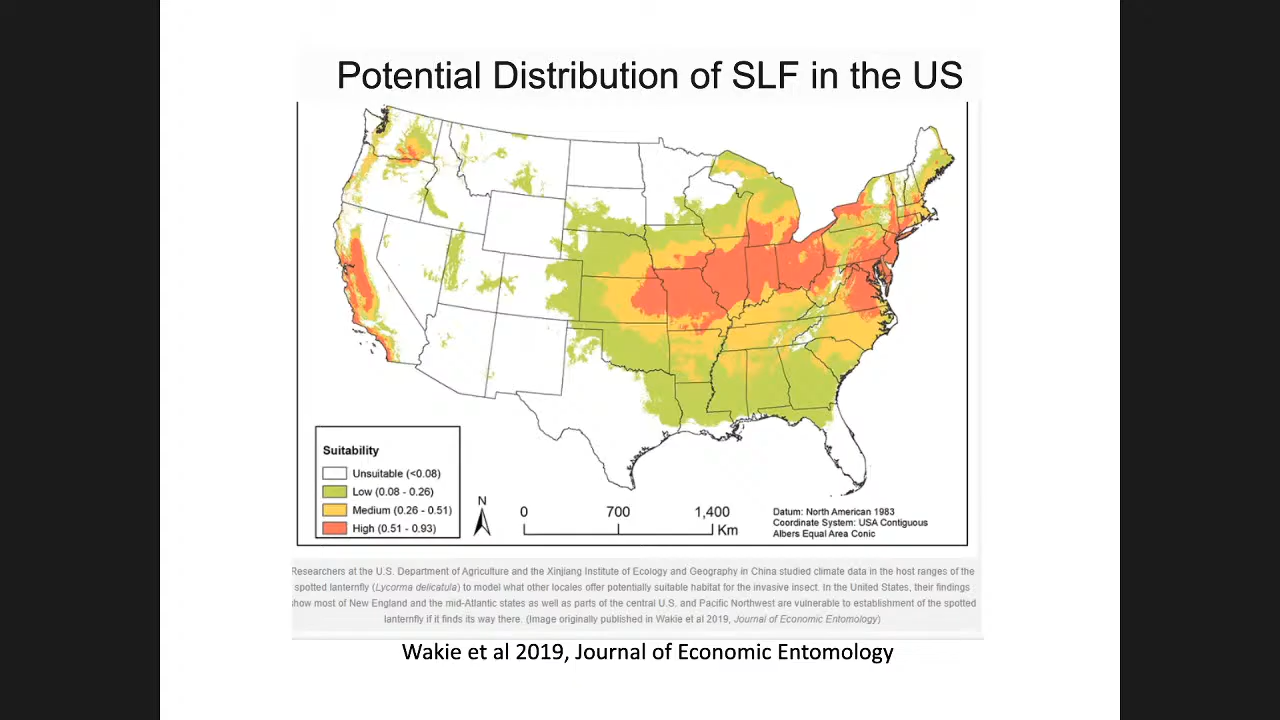 Potential Distribution of SLF in the US
Suitability
Unsuitable (<0.08)
Low (0.08 - 0.26)
Medium (0.26 - 0.51)
High (0.51 - 0.93)
N
0 700 1,400
Km
Datum: North American 1983
Coordinate System: USA Contiguous
Albers Equal Area Conic
Researchers at the U.S. Department of Agriculture and the Xinjiang Institute of Ecology and Geography in China studied climate data in the host ranges of the
spotted lanternfly (Lycorma delicatula) to model what other locales offer potentially suitable habitat for the invasive insect. In the United States, their findings
how most of New England and the mid-Atlantic states as well as parts of the central U.S, and Pacific Northwest are vulnerable to establishment of the spotted
lanternfly if it finds its way there. (Image originally published in Wakie et al 2019, Journal of Economic Entomology)
Wakie et al 2019, Journal of Economic Entomology